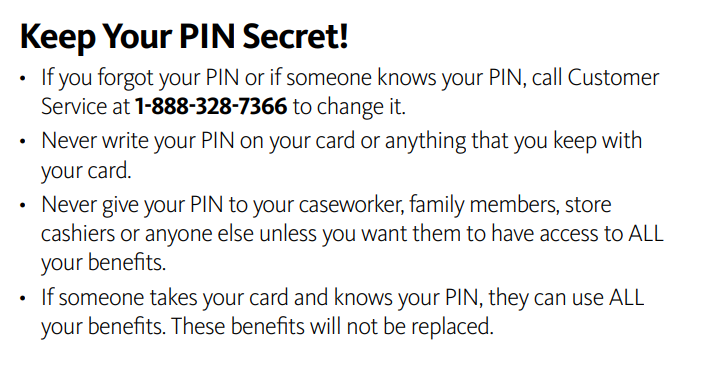 Keep Your PIN Secret!
• If you forgot your PIN or if someone knows your PIN, call Customer
Service at 1-888-328-7366 to change it.
• Never write your PIN on your card or anything that you keep with
your card.
• Never give your PIN to your caseworker, family members, store
cashiers or anyone else unless you want them to have access to ALL
your benefits.
• If someone takes your card and knows your PIN, they can use ALL
your benefits. These benefits will not be replaced.